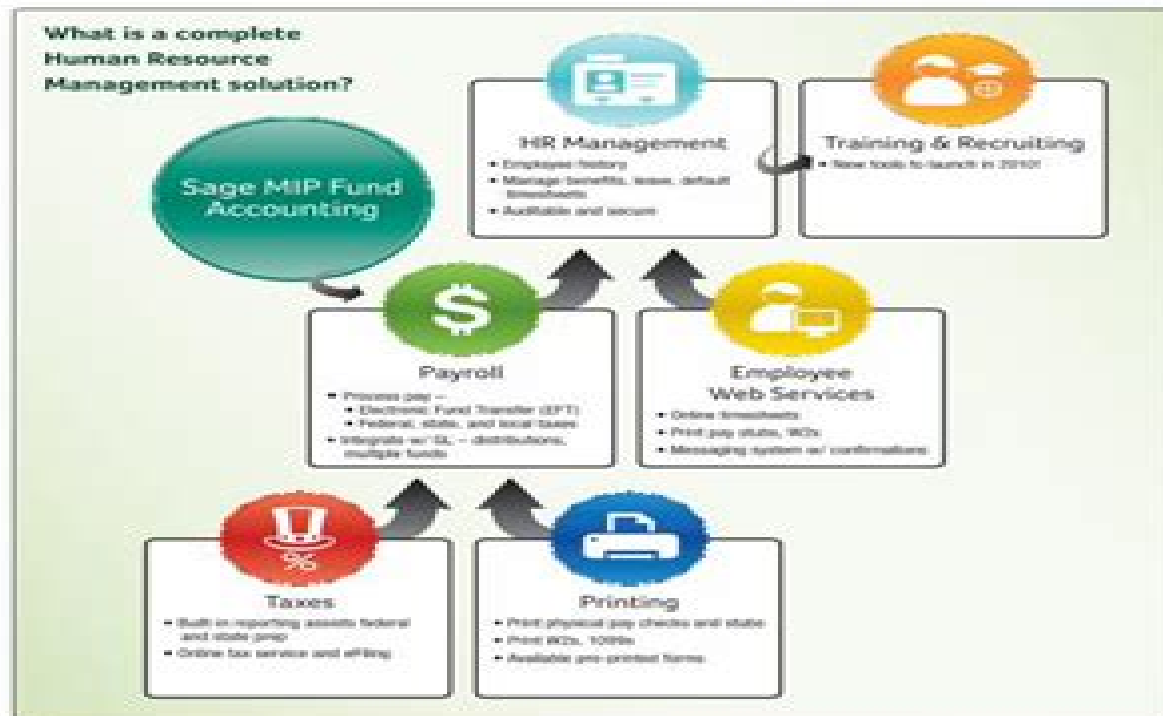 What is a complete
Human Resource
Management solution?
Sage MIP Fund
Accounting
HR Management
• Employee history
• Manage benefits, leave, default
timesheets
• Auditable and secure
Training & Recruiting
• New tools to launch in 2010!
$
Payroll
• Process pay –
• Electronic Fund Transfer (EFT)
• Federal, state, and local taxes
• Integrate w/ GL – distributions,
multiple funds
Employee
Web Services
• Online timesheets
• Print pay stubs, W2s
• Messaging system w/ confirmations
%
Taxes
• Built in reporting assists federal
and state prep
• Online tax service and eFiling
Printing
• Print physical pay checks and stubs
• Print W2s, 1099s
• Available pre-printed forms